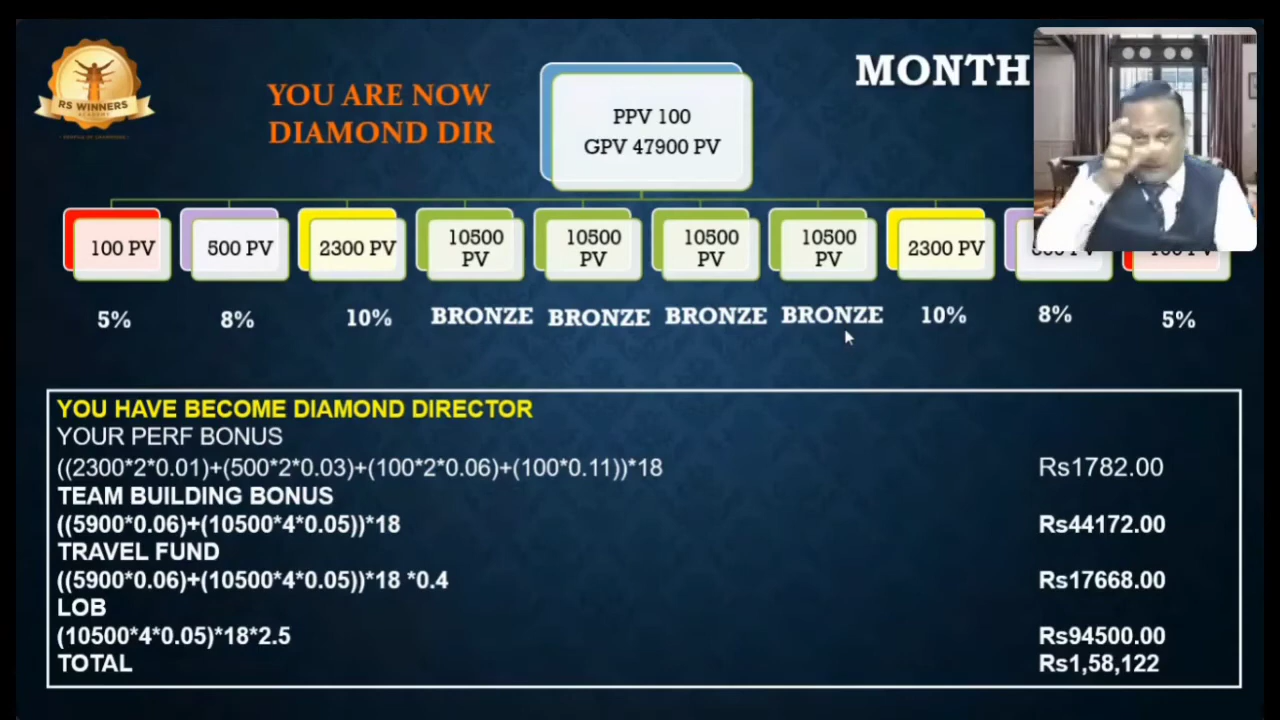 RS WINNERS
YOU ARE NOW
DIAMOND DIR
MONTH
PPV 100
GPV 47900 PV
100 PV
500 PV
2300 PV
10500
PV
10500
PV
10500
PV
10500
PV
2300 PV
5%
8%
10%
BRONZE
BRONZE
BRONZE
BRONZE
10%
8%
5%
YOU HAVE BECOME DIAMOND DIRECTOR
YOUR PERF BONUS
((2300*2*0.01)+(500*2*0.03)+(100*2*0.06)+(100*0.11))*18 Rs1782.00
TEAM BUILDING BONUS
((5900*0.06)+(10500*4*0.05))*18 Rs44172.00
TRAVEL FUND
((5900*0.06)+(10500*4*0.05))*18 *0.4 Rs17668.00
LOB
(10500*4*0.05)*18*2.5 Rs94500.00
TOTAL Rs1,58,122